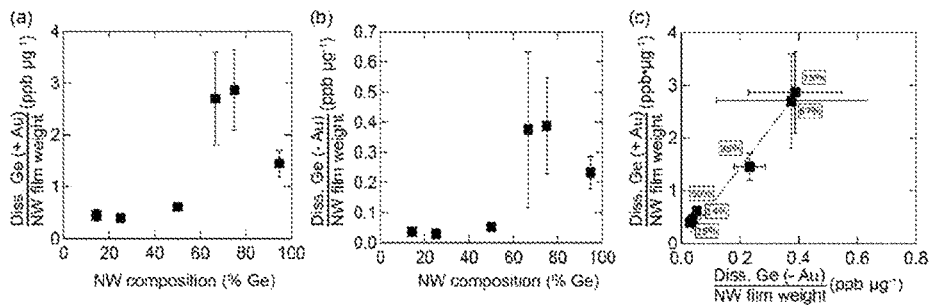 (a)
Diss. Ge (+ Au)
NW film weight
(ppb µg⁻¹)
4
3
2
1
0
0 20 40 60 80 100
NW composition (% Ge)
(b)
Diss. Ge (- Au)
NW film weight
(ppb µg⁻¹)
0.7
0.6
0.5
0.4
0.3
0.2
0.1
0.0
0 20 40 60 80 100
NW composition (% Ge)
(c)
Diss. Ge (+ Au)
NW film weight
(ppb•µg⁻¹)
4
3
2
1
0
0.0 0.2 0.4 0.6 0.8
Diss. Ge (- Au)
NW film weight
(ppb µg⁻¹)